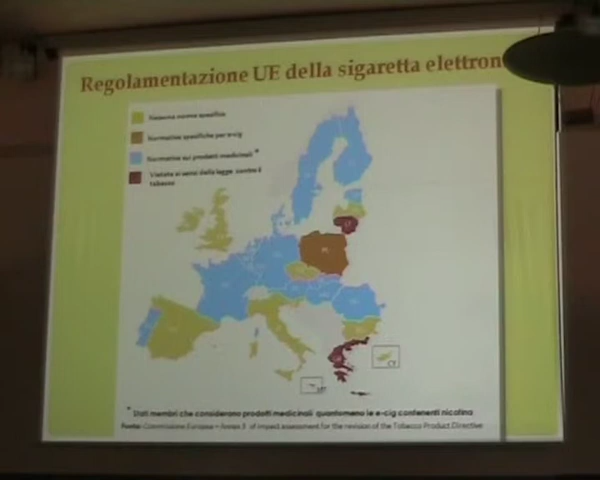 Regolamentazione UE della sigaretta elettron
Nessuna norma specifica
Normative specifiche per e-cig
Normative sui prodotti medicinali *
Vietate ai sensi della legge contro il
tabacco
* Stati membri che considerano prodotti medicinali quantomeno le e-cig contenenti nicotina
Fonte: Commissione Europea – Annex 3 of impact assessment for the revision of the Tobacco Product Directive